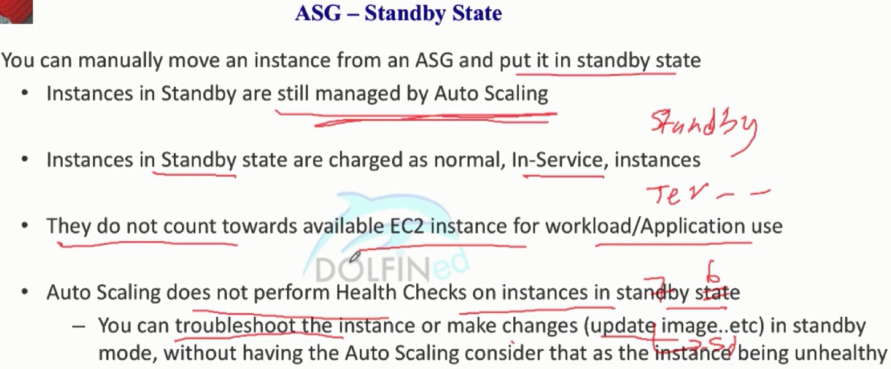 ASG – Standby State
You can manually move an instance from an ASG and put it in standby state
• Instances in Standby are still managed by Auto Scaling
Standby
• Instances in Standby state are charged as normal, In-Service, instances
Ter - -
• They do not count towards available EC2 instance for workload/Application use
DOLFINed
6
• Auto Scaling does not perform Health Checks on instances in standby state
– You can troubleshoot the instance or make changes (update image..etc) in standby
mode, without having the Auto Scaling consider that as the instance being unhealthy